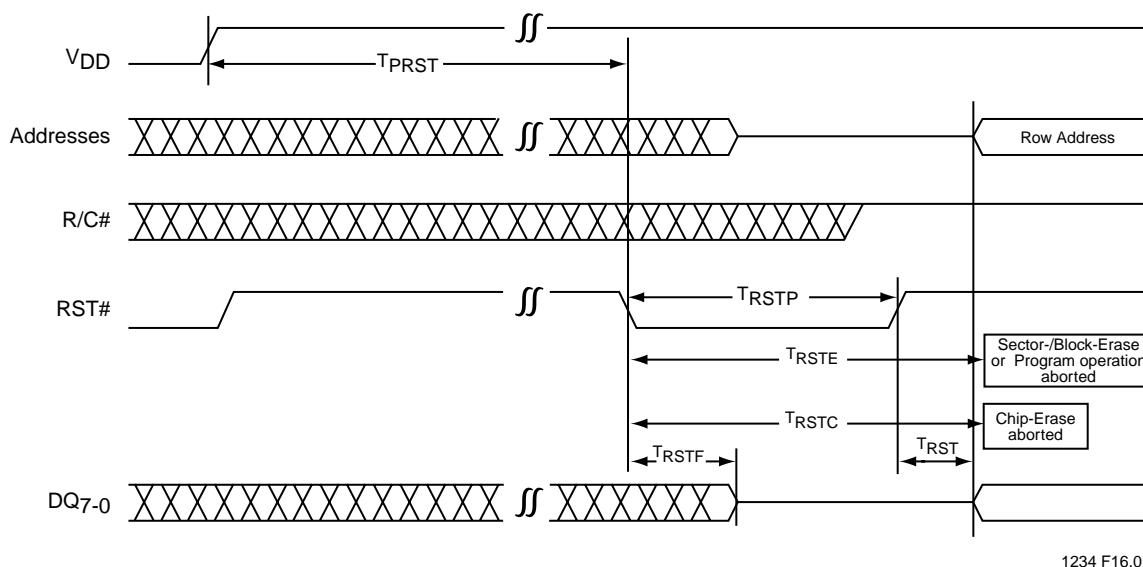 VDD
TPRST
Addresses
Row Address
R/C#
RST#
TRSTP
TRSTE
Sector-/Block-Erase
or Program operation
aborted
TRSTC
Chip-Erase
aborted
TRSTF
TRST
DQ7-0
1234 F16.0